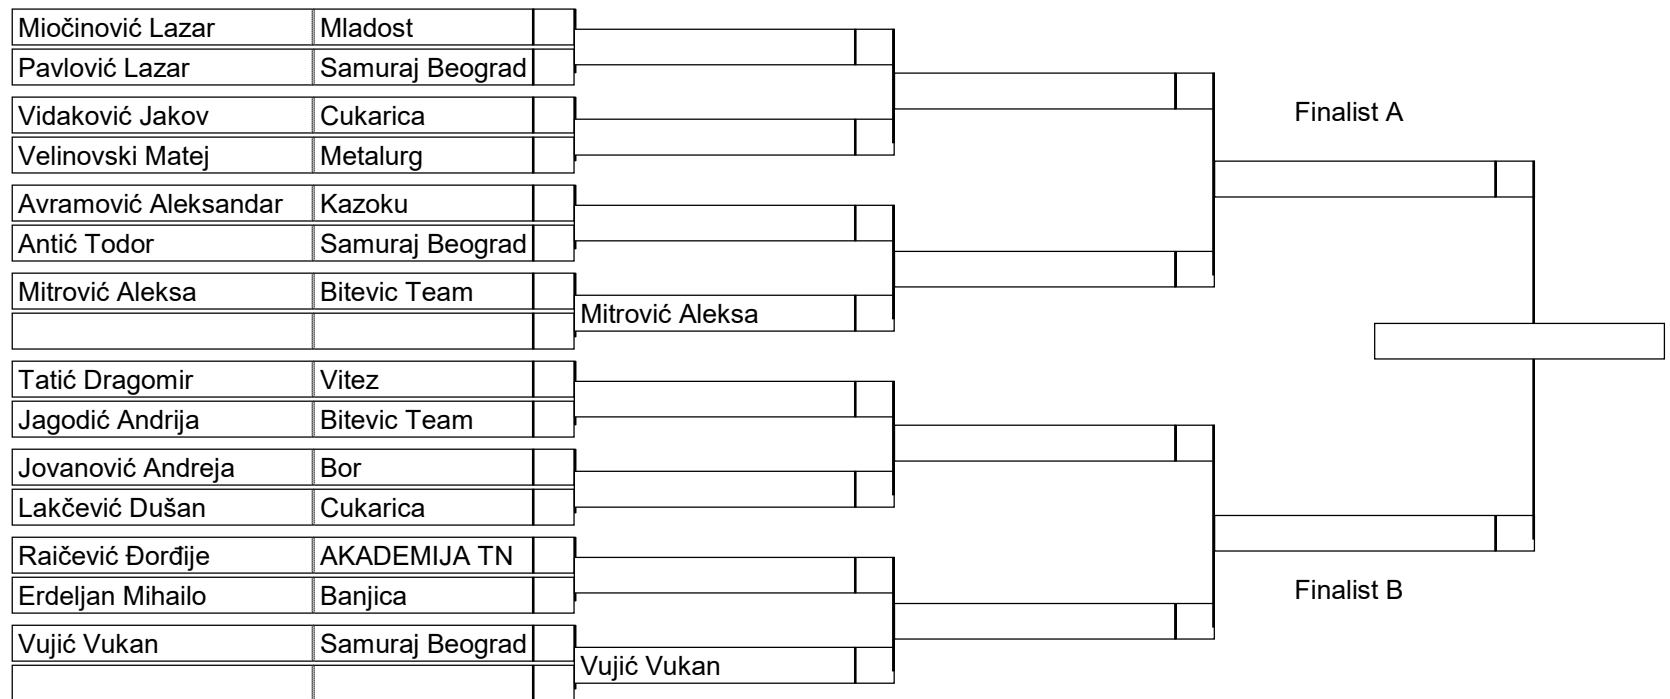 Miočinović Lazar Mladost
Pavlović Lazar Samuraj Beograd
Vidaković Jakov Cukarica
Finalist A
Velinovski Matej Metalurg
Avramović Aleksandar Kazoku
Antić Todor Samuraj Beograd
Mitrović Aleksa Bitevic Team
Mitrović Aleksa
Tatić Dragomir Vitez
Jagodić Andrija Bitevic Team
Jovanović Andreja Bor
Lakčević Dušan Cukarica
Raičević Đorđije AKADEMIJA TN
Erdeljan Mihailo Banjica
Finalist B
Vujić Vukan Samuraj Beograd
Vujić Vukan